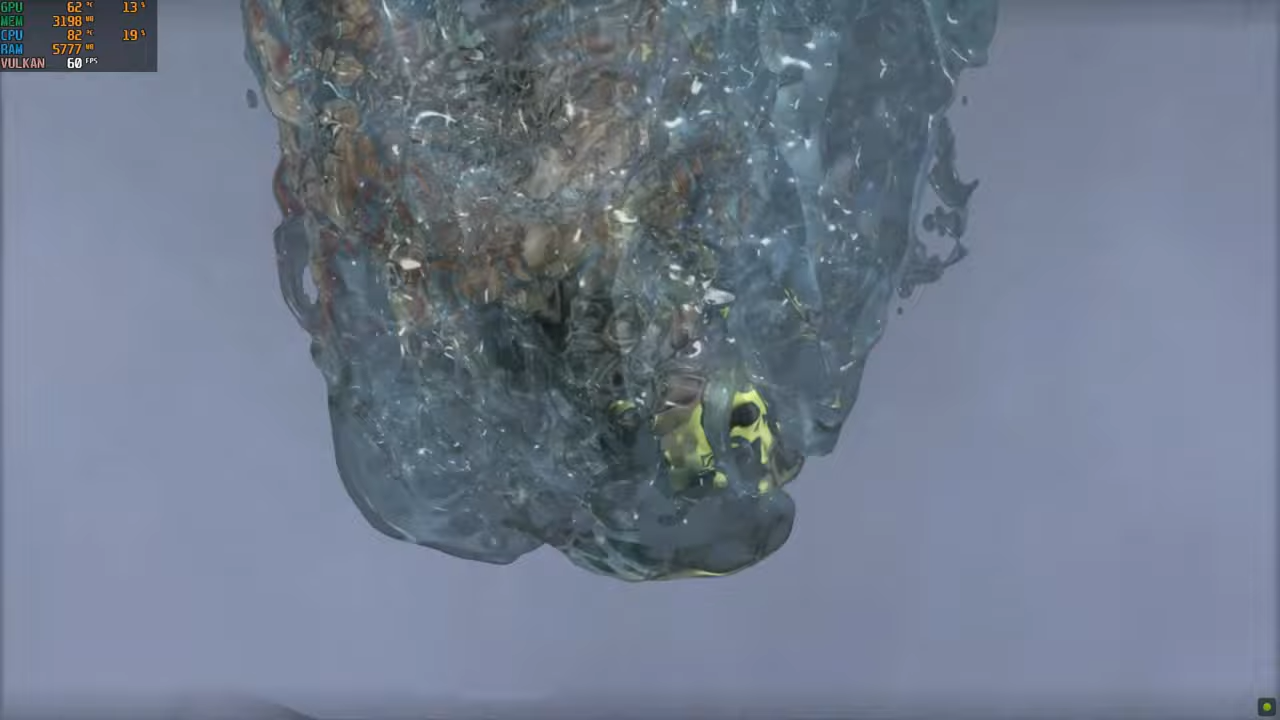 GPU 62 °C 13 %
MEM 3198 MB
CPU 82 °C 19 %
RAM 5777 MB
VULKAN 60 FPS